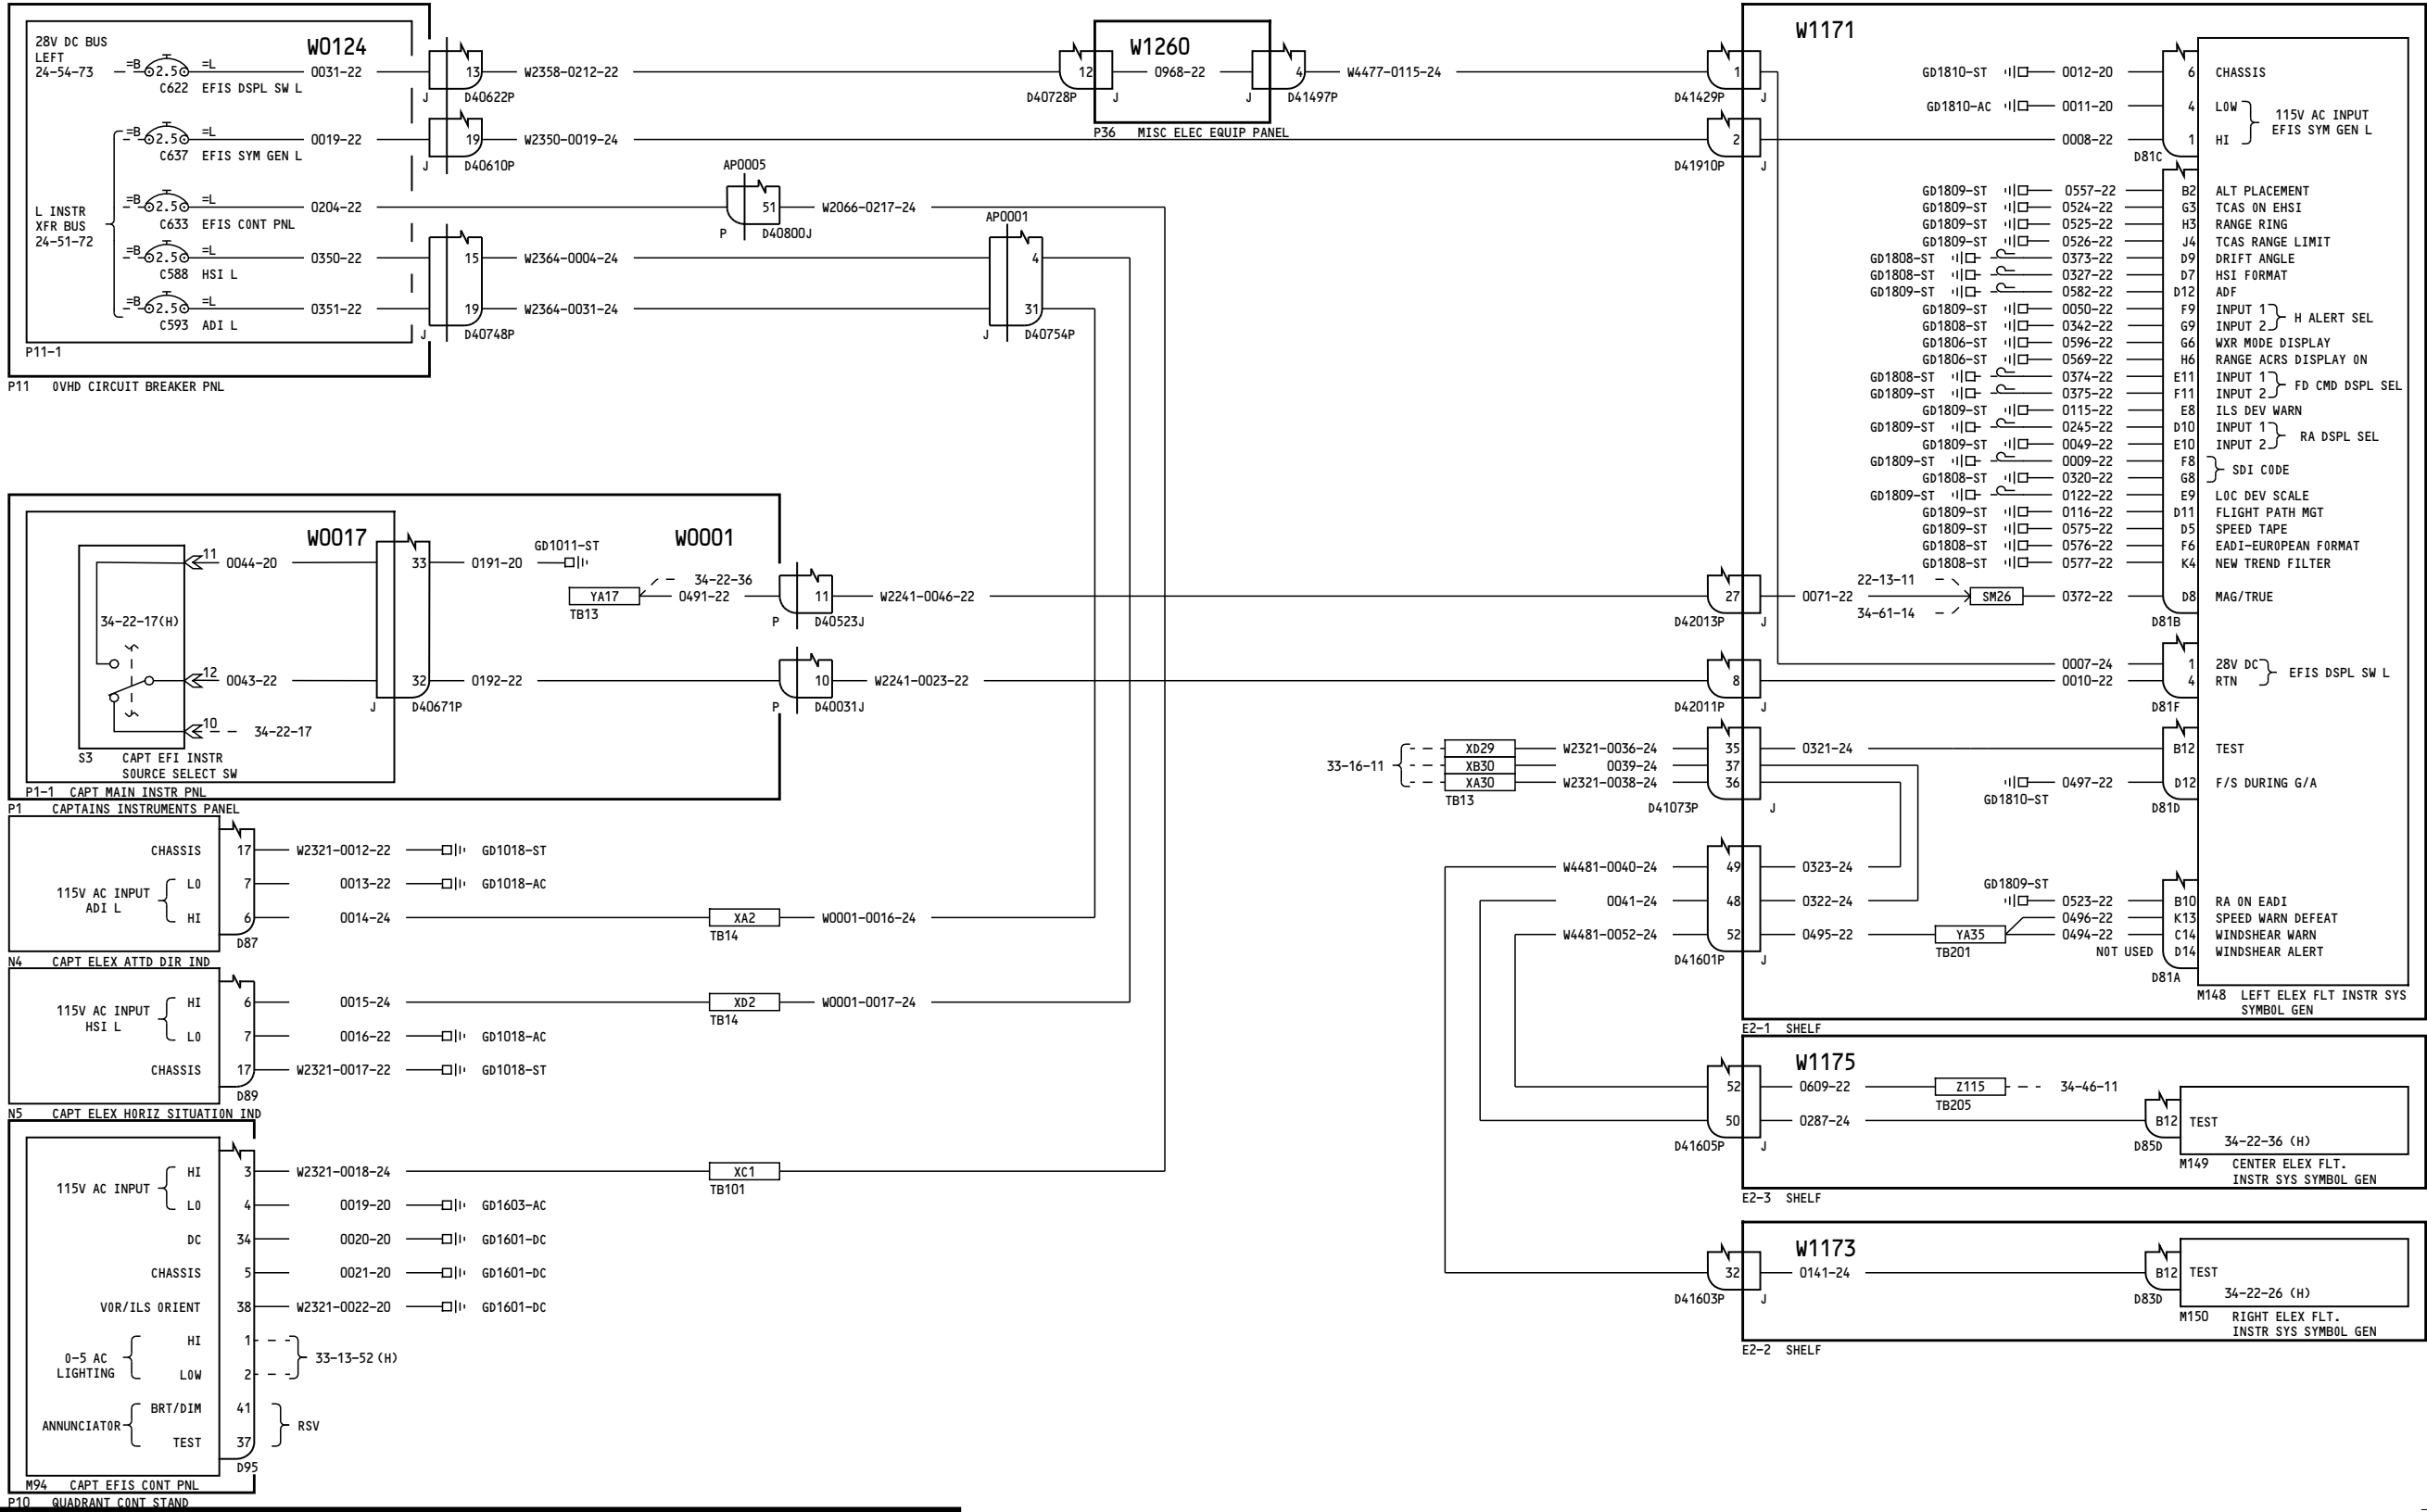 28V DC BUS
LEFT
24-54-73
W0124
=B 2.5 =L 0031-22 13 W2358-0212-22
C622 EFIS DSPL SW L
J D40622P
=B 2.5 =L 0019-22 19 W2350-0019-24
C637 EFIS SYM GEN L
J D40610P
L INSTR
XFR BUS
24-51-72
=B 2.5 =L 0204-22
C633 EFIS CONT PNL
AP0005
51 W2066-0217-24
P D40800J
=B 2.5 =L 0350-22 15 W2364-0004-24
C588 HSI L
=B 2.5 =L 0351-22 19 W2364-0031-24
C593 ADI L
J D40748P
AP0001
4
31
J D40754P
P11-1
P11 OVHD CIRCUIT BREAKER PNL
W1260
12 0968-22 4 W4477-0115-24 1
D40728P J J D41497P D41429P J
P36 MISC ELEC EQUIP PANEL
2
D41910P J
W0017
W0001
11 0044-20 33 0191-20 GD1011-ST
YA17 0491-22 11 W2241-0046-22 27
34-22-36
TB13
P D40523J
34-22-17(H)
12 0043-22 32 0192-22 10 W2241-0023-22 8
J D40671P
P D40031J
10 34-22-17
S3 CAPT EFI INSTR
SOURCE SELECT SW
P1-1 CAPT MAIN INSTR PNL
P1 CAPTAINS INSTRUMENTS PANEL
CHASSIS 17 W2321-0012-22 GD1018-ST
115V AC INPUT
ADI L
LO 7 0013-22 GD1018-AC
HI 6 0014-24 XA2 W0001-0016-24
TB14
D87
N4 CAPT ELEX ATTD DIR IND
115V AC INPUT
HSI L
HI 6 0015-24 XD2 W0001-0017-24
TB14
LO 7 0016-22 GD1018-AC
CHASSIS 17 W2321-0017-22 GD1018-ST
D89
N5 CAPT ELEX HORIZ SITUATION IND
115V AC INPUT
HI 3 W2321-0018-24 XC1
TB101
LO 4 0019-20 GD1603-AC
DC 34 0020-20 GD1601-DC
CHASSIS 5 0021-20 GD1601-DC
VOR/ILS ORIENT 38 W2321-0022-20 GD1601-DC
0-5 AC
LIGHTING
HI 1
LOW 2
33-13-52 (H)
ANNUNCIATOR
BRT/DIM 41
TEST 37
RSV
D95
M94 CAPT EFIS CONT PNL
P10 QUADRANT CONT STAND
W1171
GD1810-ST 0012-20 6 CHASSIS
GD1810-AC 0011-20 4 LOW
0008-22 1 HI
115V AC INPUT
EFIS SYM GEN L
D81C
GD1809-ST 0557-22 B2 ALT PLACEMENT
GD1809-ST 0524-22 G3 TCAS ON EHSI
GD1809-ST 0525-22 H3 RANGE RING
GD1809-ST 0526-22 J4 TCAS RANGE LIMIT
GD1808-ST 0373-22 D9 DRIFT ANGLE
GD1808-ST 0327-22 D7 HSI FORMAT
GD1809-ST 0582-22 D12 ADF
GD1809-ST 0050-22 F9 INPUT 1
GD1808-ST 0342-22 G9 INPUT 2
H ALERT SEL
GD1806-ST 0596-22 G6 WXR MODE DISPLAY
GD1806-ST 0569-22 H6 RANGE ACRS DISPLAY ON
GD1808-ST 0374-22 E11 INPUT 1
GD1809-ST 0375-22 F11 INPUT 2
FD CMD DSPL SEL
GD1809-ST 0115-22 E8 ILS DEV WARN
GD1809-ST 0245-22 D10 INPUT 1
GD1809-ST 0049-22 E10 INPUT 2
RA DSPL SEL
GD1809-ST 0009-22 F8
GD1808-ST 0320-22 G8
SDI CODE
GD1809-ST 0122-22 E9 LOC DEV SCALE
GD1809-ST 0116-22 D11 FLIGHT PATH MGT
GD1809-ST 0575-22 D5 SPEED TAPE
GD1808-ST 0576-22 F6 EADI-EUROPEAN FORMAT
GD1808-ST 0577-22 K4 NEW TREND FILTER
22-13-11
0071-22 SM26 0372-22 D8 MAG/TRUE
34-61-14
D42013P J D81B
0007-24 1 28V DC
0010-22 4 RTN
EFIS DSPL SW L
D42011P J D81F
33-16-11
XD29 W2321-0036-24 35 0321-24 B12 TEST
XB30 0039-24 37
XA30 W2321-0038-24 36
TB13
D41073P J
GD1810-ST 0497-22 D12 F/S DURING G/A
D81D
W4481-0040-24 49 0323-24
0041-24 48 0322-24
W4481-0052-24 52 0495-22 YA35
D41601P J
TB201
GD1809-ST 0523-22 B10 RA ON EADI
0496-22 K13 SPEED WARN DEFEAT
0494-22 C14 WINDSHEAR WARN
NOT USED D14 WINDSHEAR ALERT
D81A
M148 LEFT ELEX FLT INSTR SYS
SYMBOL GEN
E2-1 SHELF
W1175
52 0609-22 Z115 34-46-11
TB205
50 0287-24 B12 TEST
D41605P J D85D
34-22-36 (H)
M149 CENTER ELEX FLT.
INSTR SYS SYMBOL GEN
E2-3 SHELF
W1173
32 0141-24 B12 TEST
D41603P J D83D
34-22-26 (H)
M150 RIGHT ELEX FLT.
INSTR SYS SYMBOL GEN
E2-2 SHELF